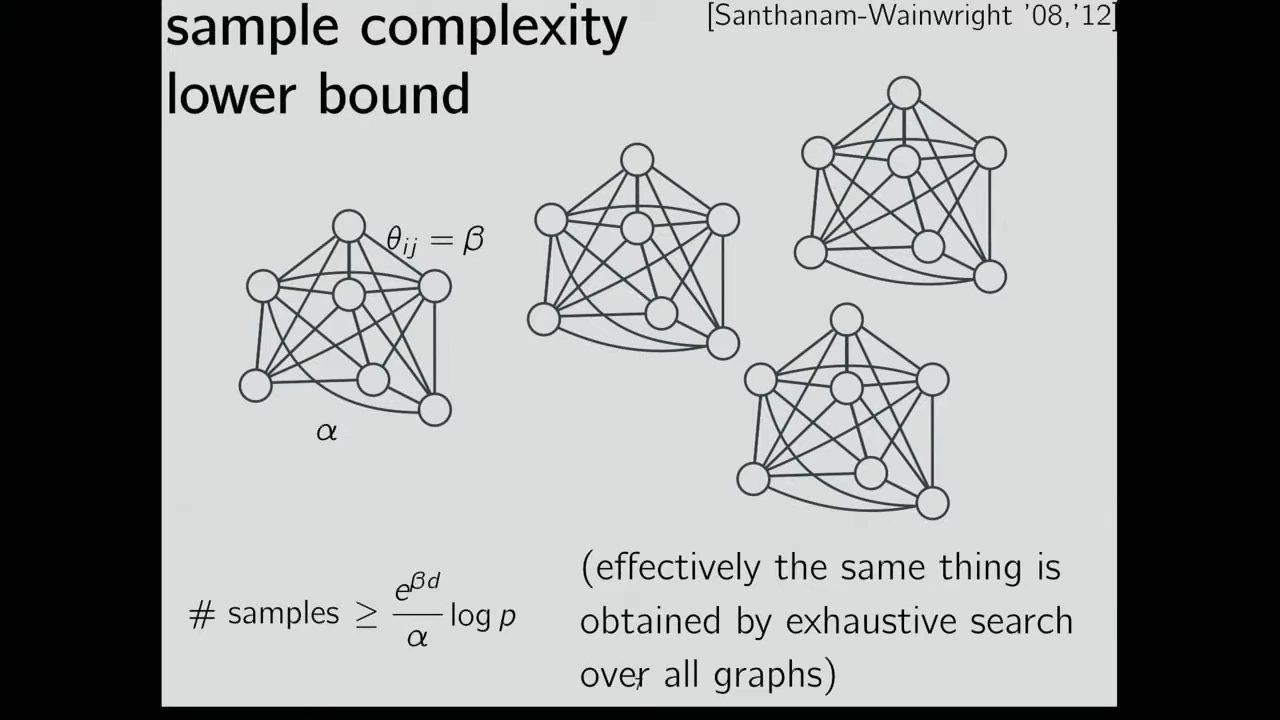 sample complexity
lower bound
[Santhanam-Wainwright '08,'12]
θij = β
α
# samples ≥ e^{βd}/α log p
(effectively the same thing is
obtained by exhaustive search
over all graphs)